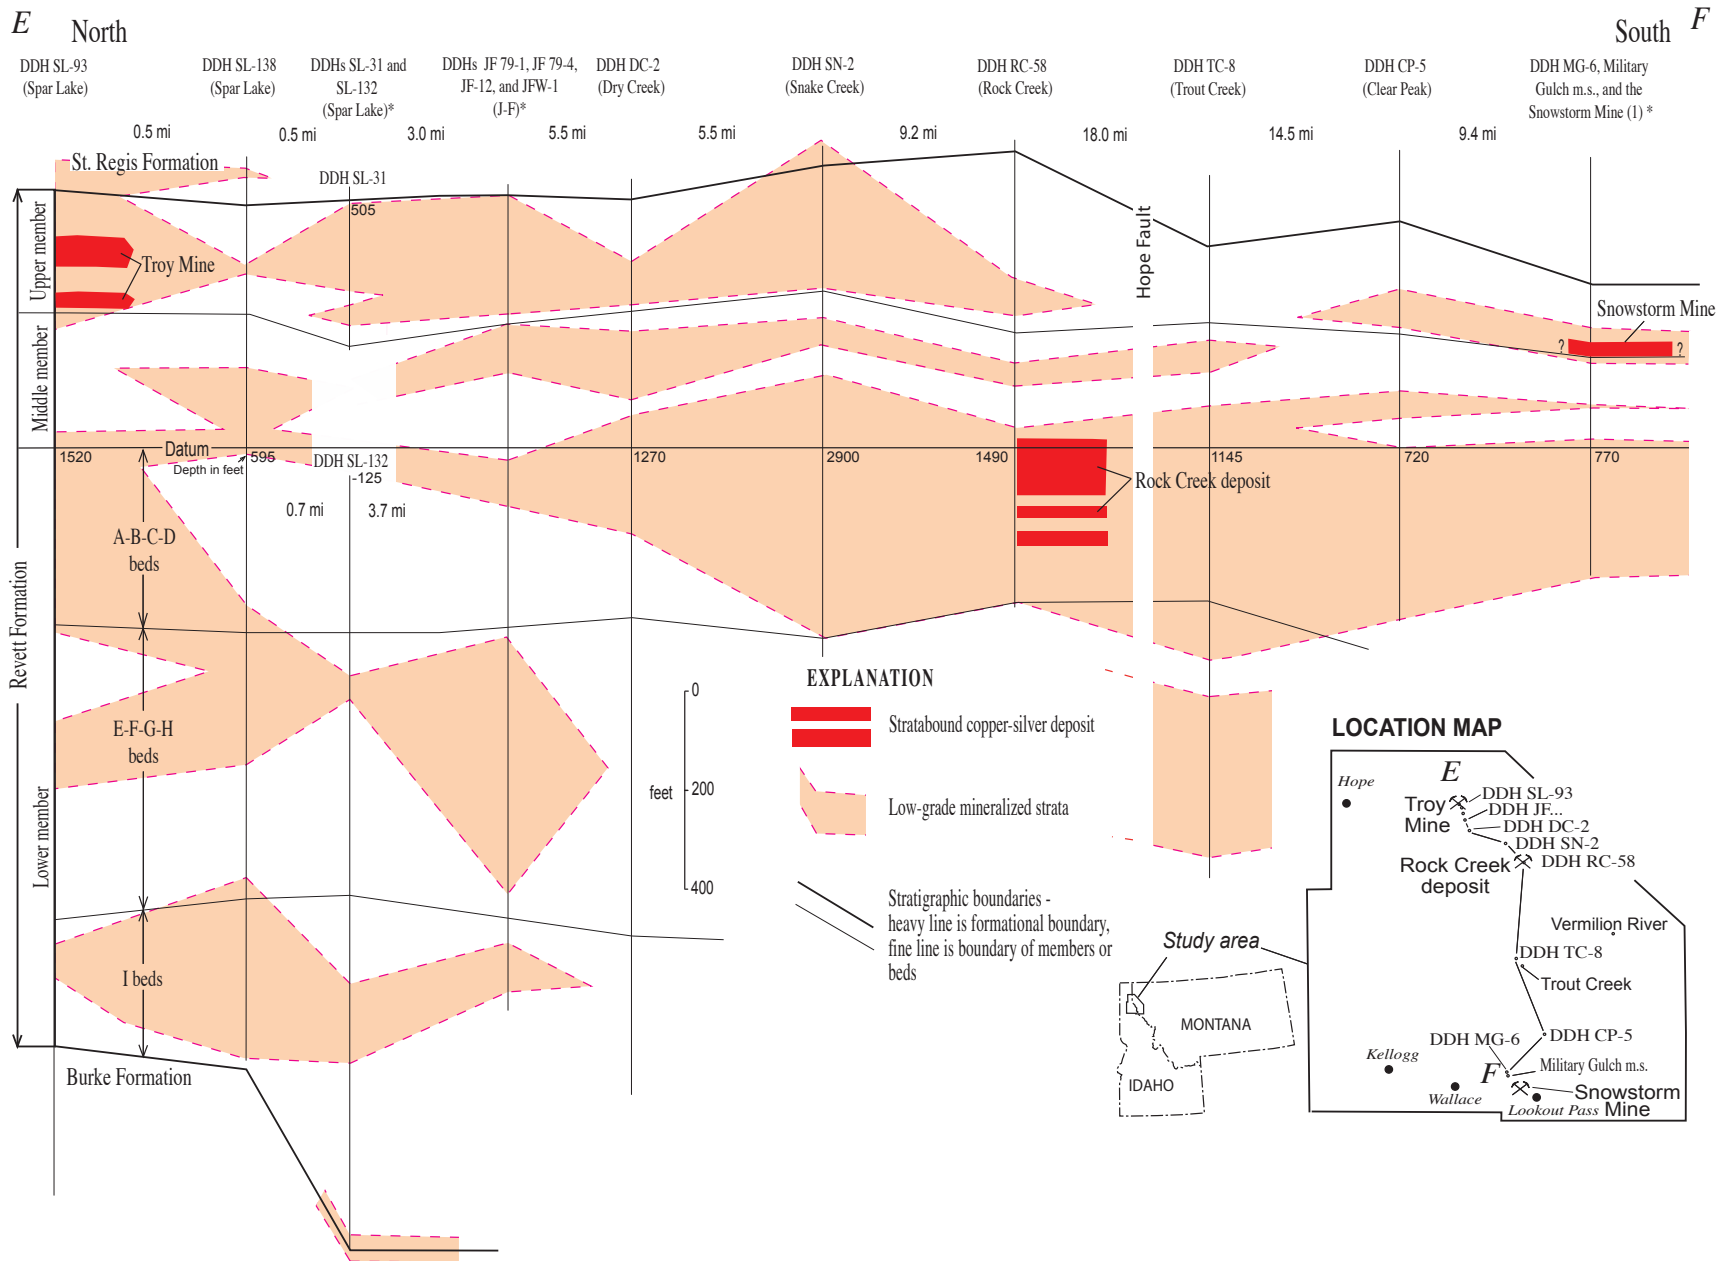 E
North
South
F
DDH SL-93
(Spar Lake)
DDH SL-138
(Spar Lake)
DDHs SL-31 and
SL-132
(Spar Lake)*
DDHs JF 79-1, JF 79-4,
JF-12, and JFW-1
(J-F)*
DDH DC-2
(Dry Creek)
DDH SN-2
(Snake Creek)
DDH RC-58
(Rock Creek)
DDH TC-8
(Trout Creek)
DDH CP-5
(Clear Peak)
DDH MG-6, Military
Gulch m.s., and the
Snowstorm Mine (1) *
0.5 mi
0.5 mi
3.0 mi
5.5 mi
5.5 mi
9.2 mi
18.0 mi
14.5 mi
9.4 mi
St. Regis Formation
DDH SL-31
505
Hope Fault
Troy Mine
Snowstorm Mine
?
?
Upper member
Middle member
Lower member
Revett Formation
Datum
Depth in feet
1520
595
DDH SL-132
-125
1270
2900
1490
1145
720
770
Rock Creek deposit
0.7 mi
3.7 mi
A-B-C-D
beds
E-F-G-H
beds
I beds
Burke Formation
0
feet
200
400
EXPLANATION
Stratabound copper-silver deposit
Low-grade mineralized strata
Stratigraphic boundaries -
heavy line is formational boundary,
fine line is boundary of members or
beds
LOCATION MAP
Hope
E
Troy
Mine
DDH SL-93
DDH JF...
DDH DC-2
DDH SN-2
DDH RC-58
Rock Creek
deposit
Vermilion River
Study area
DDH TC-8
Trout Creek
MONTANA
IDAHO
DDH MG-6
DDH CP-5
Kellogg
F
Military Gulch m.s.
Wallace
Snowstorm
Mine
Lookout Pass